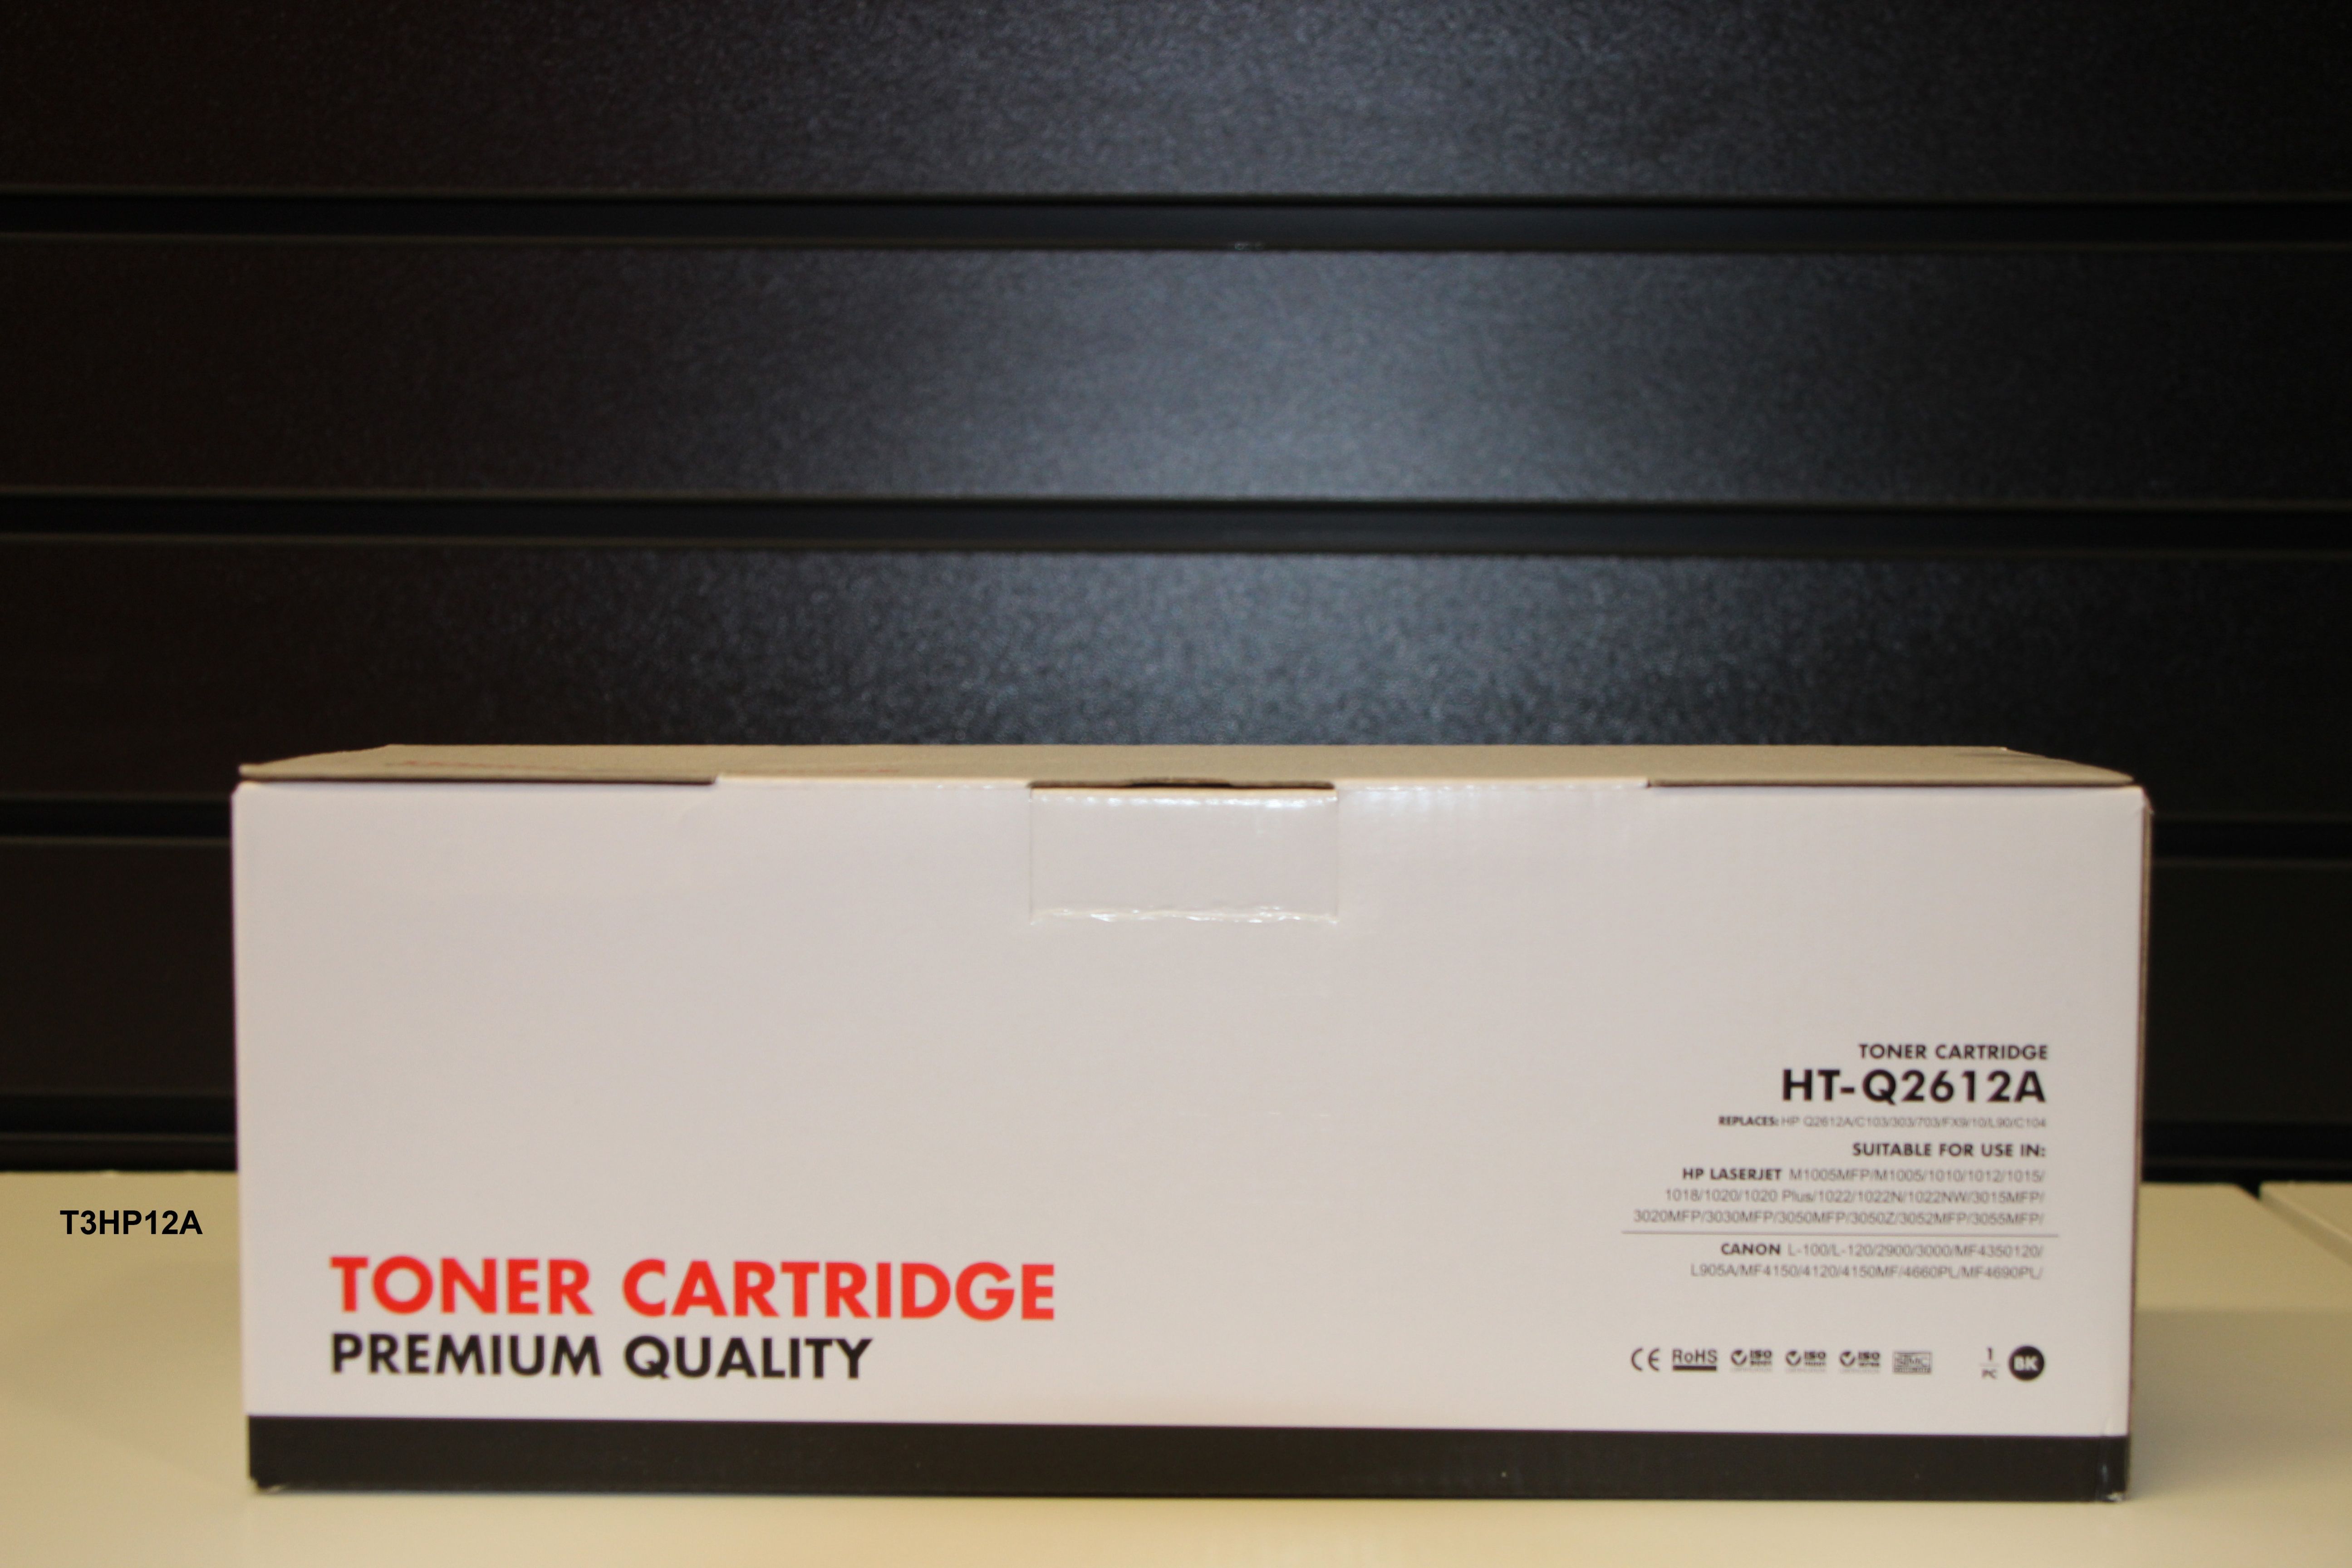 TONER CARTRIDGE
HT-Q2612A
REPLACES: HP Q2612A/C103/303/703/FX9/10/L90/C104
SUITABLE FOR USE IN:
HP LASERJET M1005MFP/M1005/1010/1012/1015/
1018/1020/1020 Plus/1022/1022N/1022NW/3015MFP/
3020MFP/3030MFP/3050MFP/3050Z/3052MFP/3055MFP/
CANON L-100/L-120/2900/3000/MF4350120/
L905A/MF4150/4120/4150MF/4660PL/MF4690PL/
T3HP12A
TONER CARTRIDGE
PREMIUM QUALITY
CE RoHS ISO ISO ISO 1 PC BK